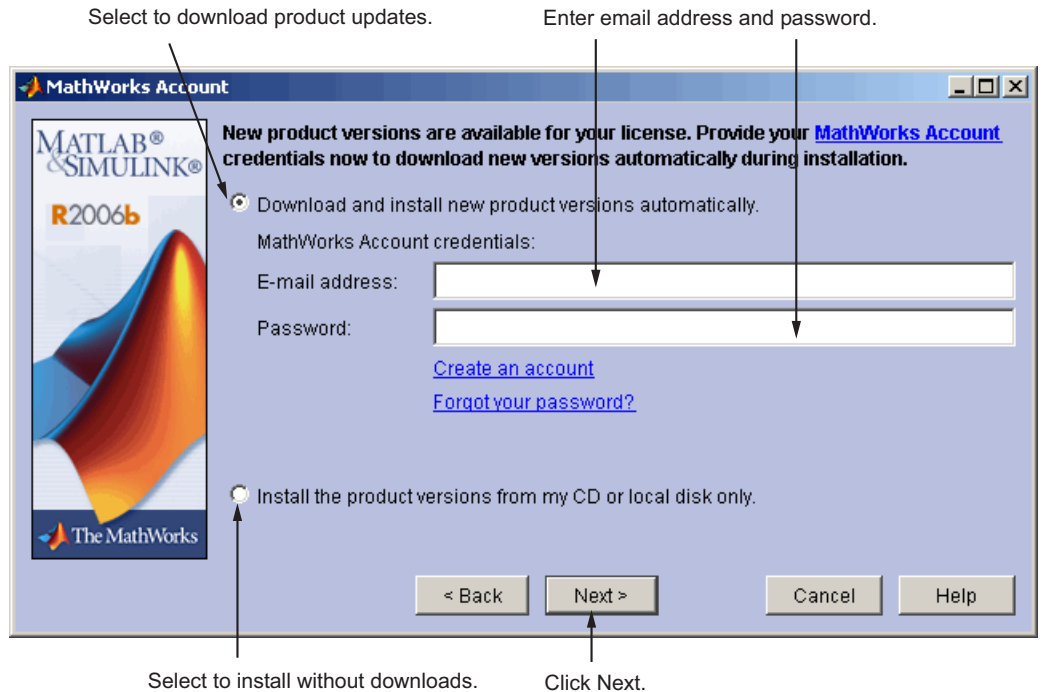 Select to download product updates.
Enter email address and password.
MathWorks Account
MATLAB®
&SIMULINK®
R2006b
The MathWorks
New product versions are available for your license. Provide your MathWorks Account
credentials now to download new versions automatically during installation.
Download and install new product versions automatically.
MathWorks Account credentials:
E-mail address:
Password:
Create an account
Forgot your password?
Install the product versions from my CD or local disk only.
< Back
Next >
Cancel
Help
Select to install without downloads.
Click Next.